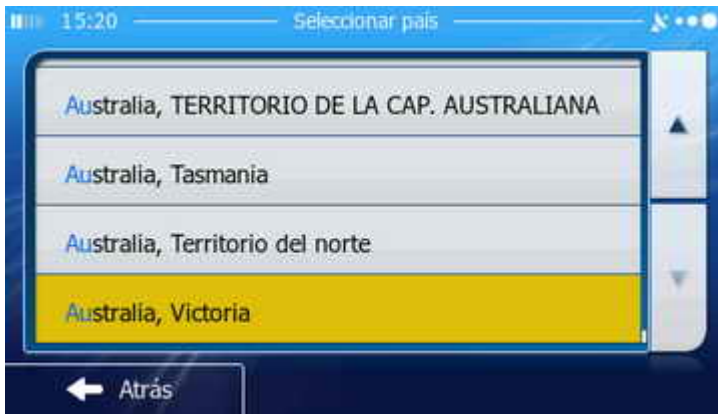 15:20 Seleccionar país
Australia, TERRITORIO DE LA CAP. AUSTRALIANA
Australia, Tasmania
Australia, Territorio del norte
Australia, Victoria
Atrás